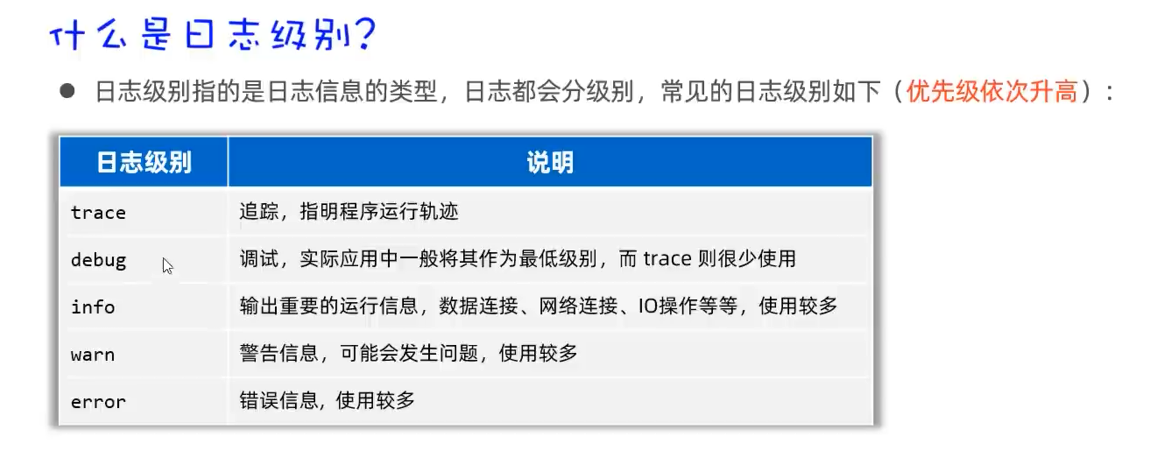 什么是日志级别？
● 日志级别指的是日志信息的类型，日志都会分级别，常见的日志级别如下（优先级依次升高）：
日志级别 说明
trace 追踪，指明程序运行轨迹
debug 调试，实际应用中一般将其作为最低级别，而 trace 则很少使用
info 输出重要的运行信息，数据连接、网络连接、IO操作等等，使用较多
warn 警告信息，可能会发生问题，使用较多
error 错误信息，使用较多